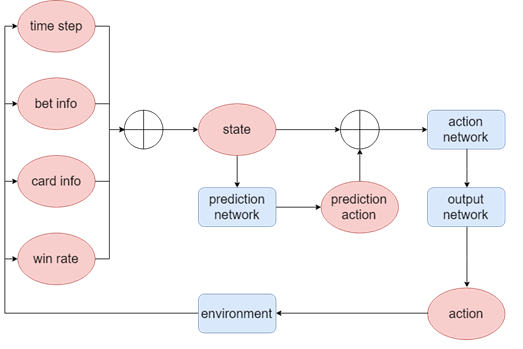 time step
bet info
card info
win rate
state
prediction
network
prediction
action
action
network
output
network
action
environment